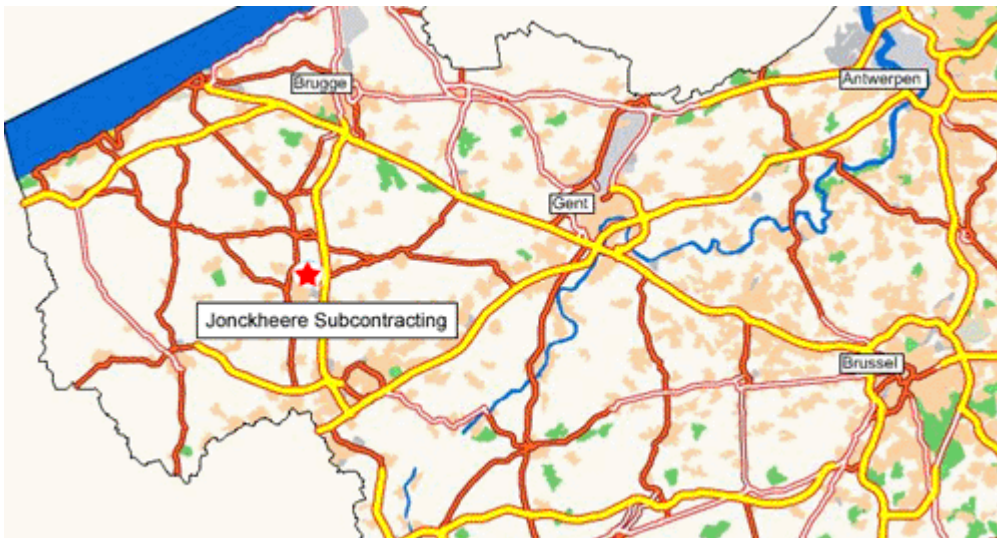 Brugge
Antwerpen
Gent
Jonckheere Subcontracting
Brussel